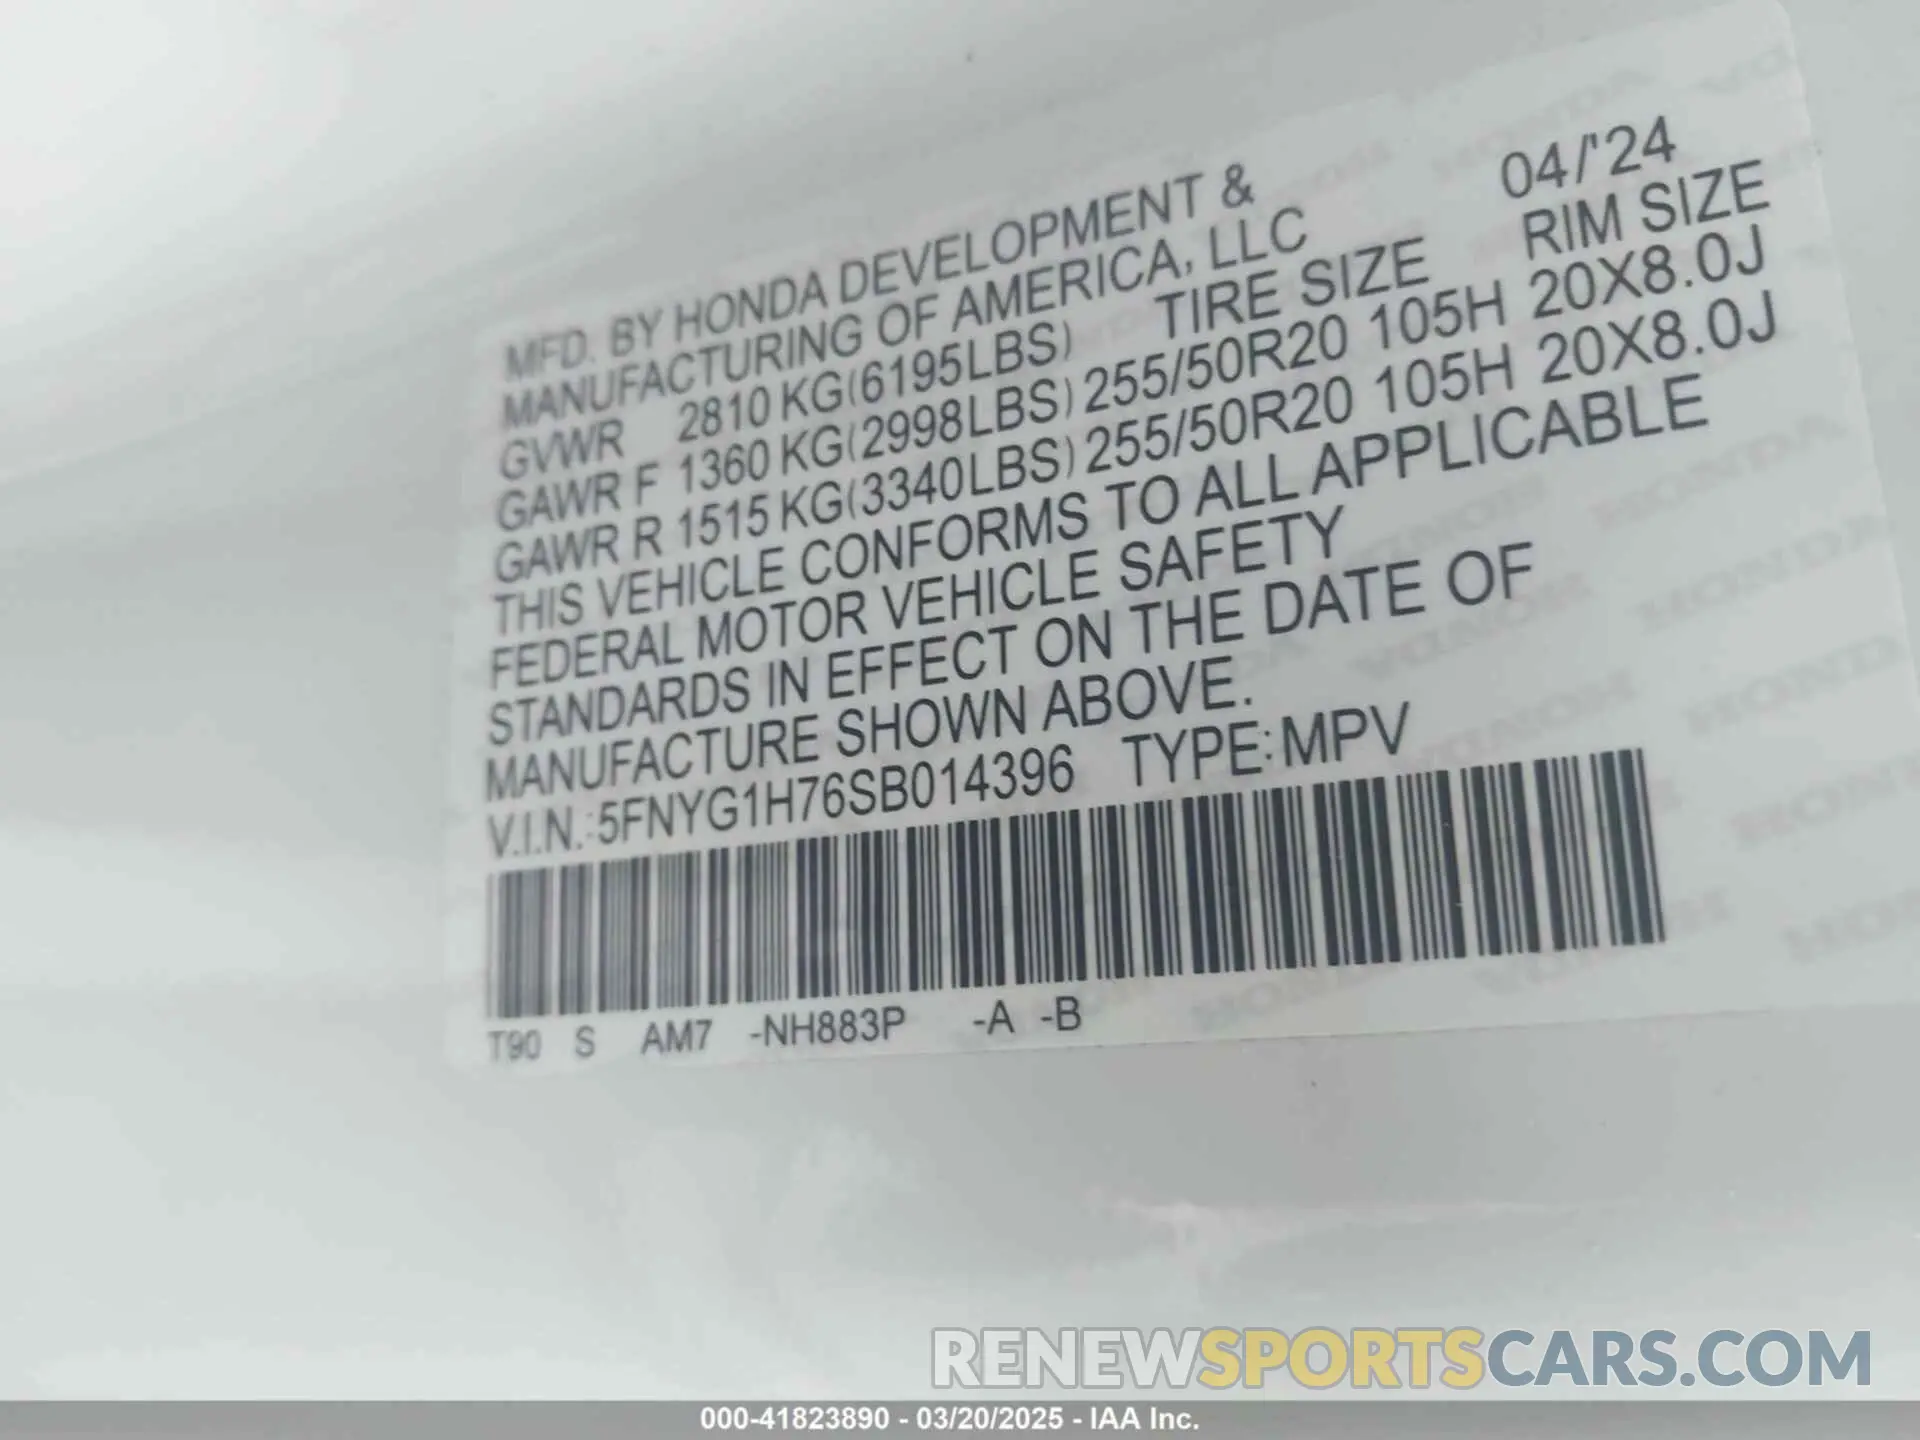 MFD. BY HONDA DEVELOPMENT & 04/'24
MANUFACTURING OF AMERICA, LLC RIM SIZE
GVWR 2810 KG(6195LBS) TIRE SIZE
GAWR F 1360 KG(2998LBS) 255/50R20 105H 20X8.0J
GAWR R 1515 KG(3340LBS) 255/50R20 105H 20X8.0J
THIS VEHICLE CONFORMS TO ALL APPLICABLE
FEDERAL MOTOR VEHICLE SAFETY
STANDARDS IN EFFECT ON THE DATE OF
MANUFACTURE SHOWN ABOVE.
V.I.N.:5FNYG1H76SB014396 TYPE:MPV
T90 S AM7 -NH883P -A -B
RENEWSPORTSCARS.COM
000-41823890 - 03/20/2025 - IAA Inc.